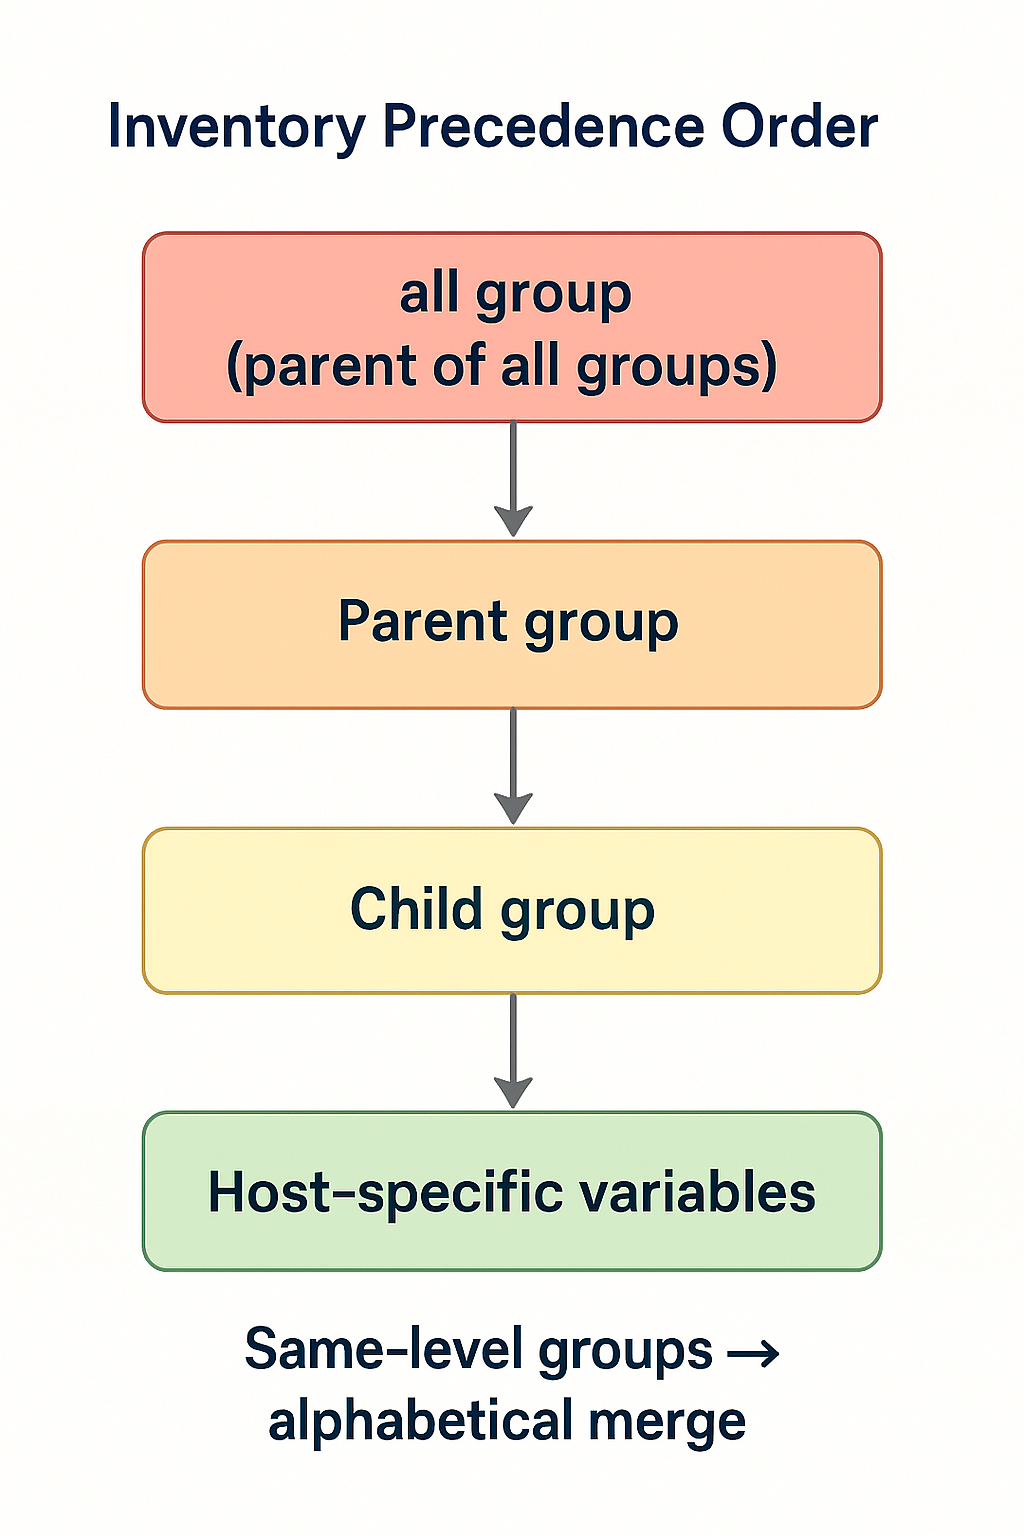 Inventory Precedence Order
all group
(parent of all groups)
Parent group
Child group
Host-specific variables
Same-level groups →
alphabetical merge